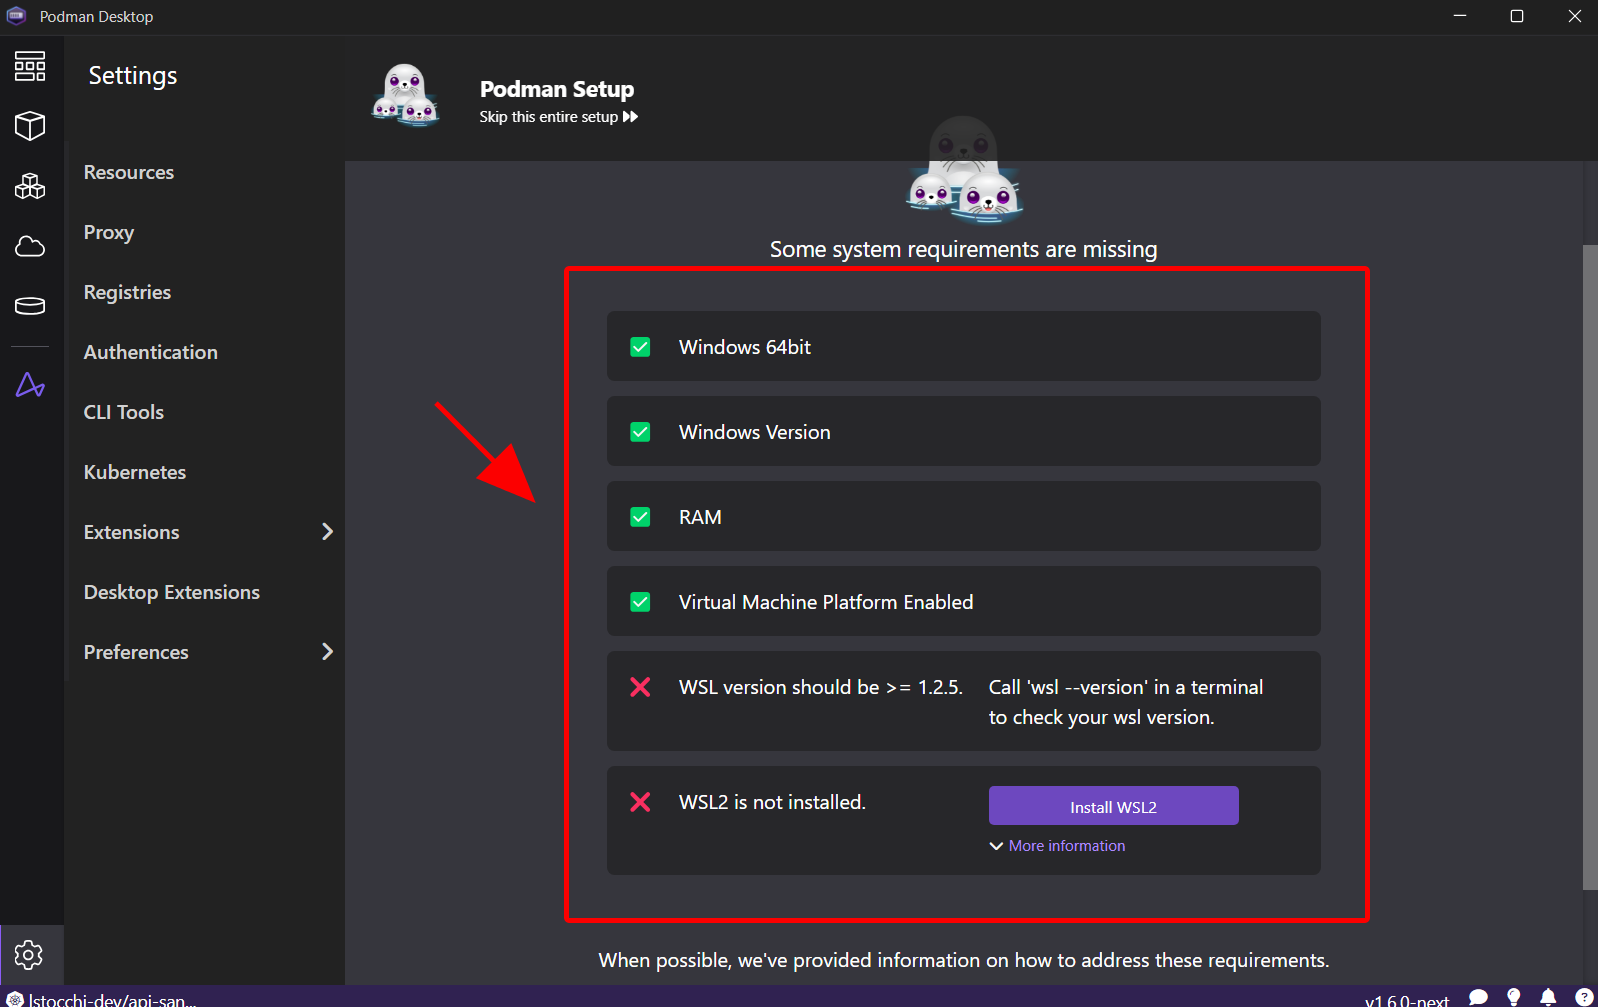 Podman Desktop
Settings
Resources
Proxy
Registries
Authentication
CLI Tools
Kubernetes
Extensions
Desktop Extensions
Preferences
Podman Setup
Skip this entire setup
Some system requirements are missing
Windows 64bit
Windows Version
RAM
Virtual Machine Platform Enabled
WSL version should be >= 1.2.5.
Call 'wsl --version' in a terminal
to check your wsl version.
WSL2 is not installed.
Install WSL2
More information
When possible, we've provided information on how to address these requirements.
lstocchi-dev/api-san...
v1.6.0-next